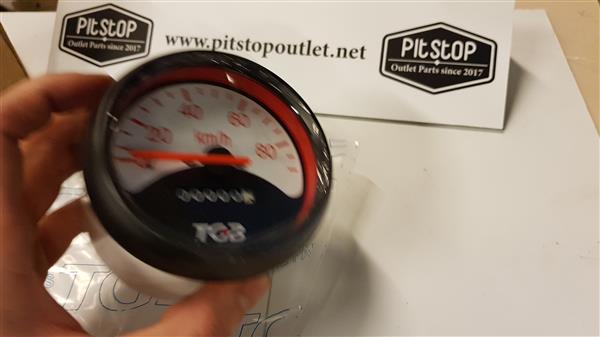 PitStop
Outlet Parts since 2017
www.pitstopoutlet.net
PitStop
Outlet Parts since 2017
20 40 60 80
km/h
TGB